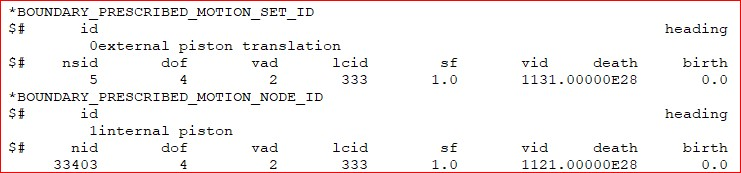 *BOUNDARY_PRESCRIBED_MOTION_SET_ID
$#      id                                                               heading
         0external piston translation
$#    nsid       dof       vad      lcid        sf       vid     death     birth
         5         4         2       333       1.0       1131.00000E28       0.0
*BOUNDARY_PRESCRIBED_MOTION_NODE_ID
$#      id                                                               heading
         1internal piston
$#     nid       dof       vad      lcid        sf       vid     death     birth
     33403         4         2       333       1.0       1121.00000E28       0.0